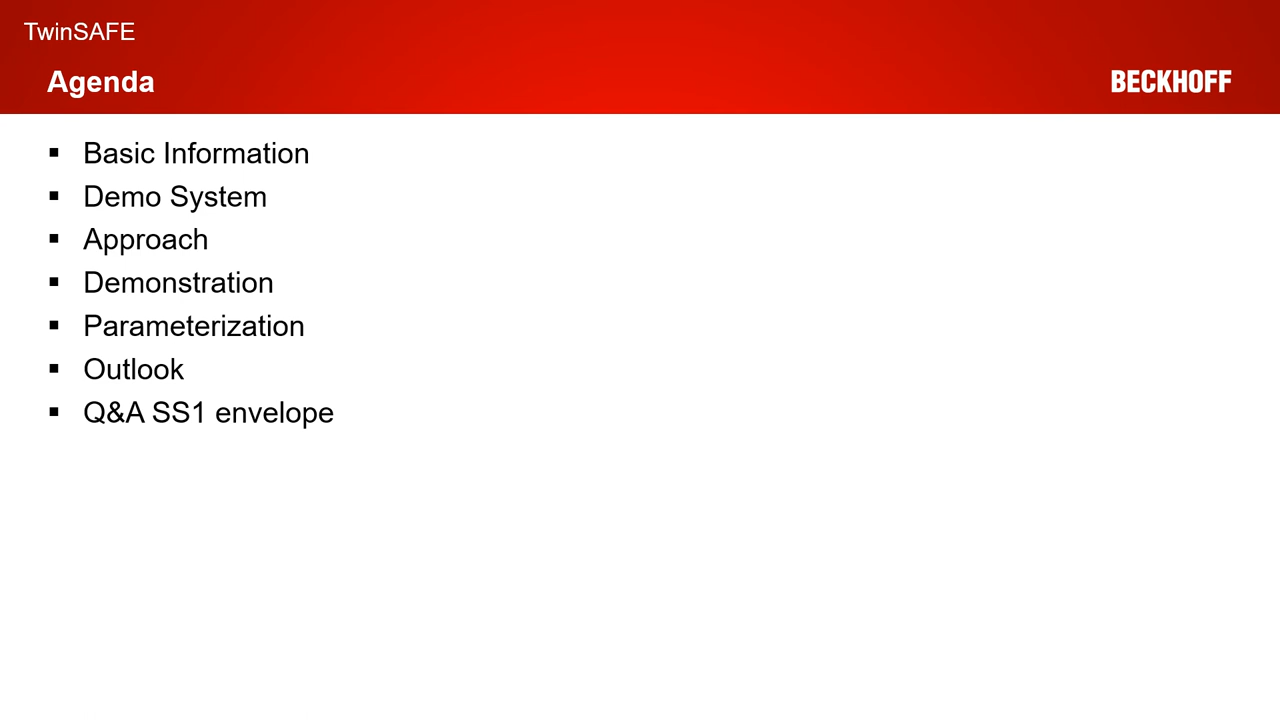 TwinSAFE
Agenda
BECKHOFF
▪ Basic Information
▪ Demo System
▪ Approach
▪ Demonstration
▪ Parameterization
▪ Outlook
▪ Q&A SS1 envelope